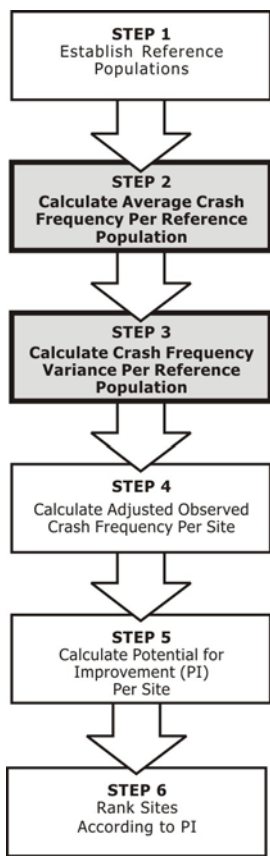 STEP 1
Establish Reference
Populations
STEP 2
Calculate Average Crash
Frequency Per Reference
Population
STEP 3
Calculate Crash Frequency
Variance Per Reference
Population
STEP 4
Calculate Adjusted Observed
Crash Frequency Per Site
STEP 5
Calculate Potential for
Improvement (PI)
Per Site
STEP 6
Rank Sites
According to PI